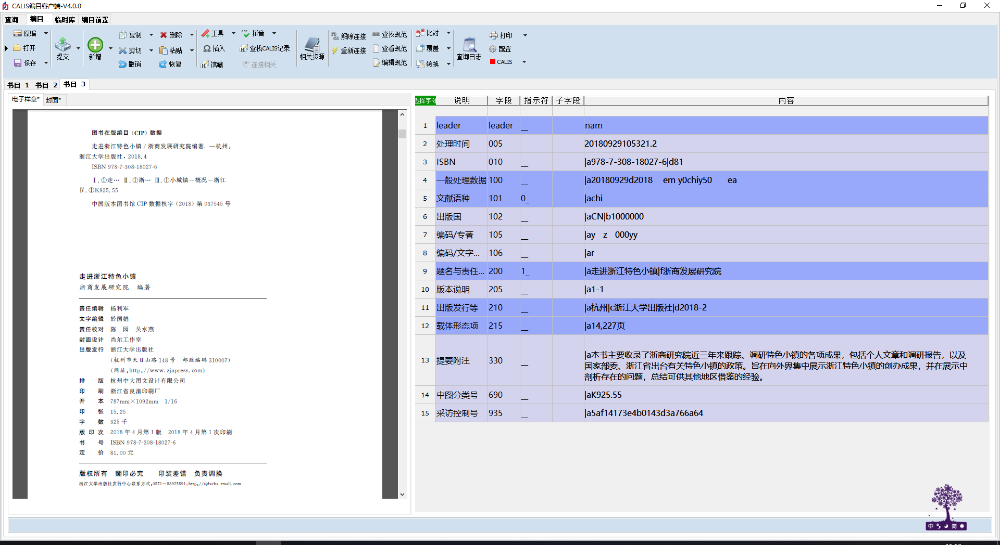 CALIS编目客户端-V4.0.0
查询 编目 临时库 编目前置
原编 打开 保存
提交
新增
复制 删除
剪切 粘贴
撤销 恢复
工具 拼音
插入 查找CALIS记录
馆藏 连接相关
相关资源
解除连接 查找规范
重新连接 查看规范
编辑规范
比对
覆盖
转换
查询日志
打印
配置
CALIS
书目 1 书目 2 书目 3
电子样章* 封面*
图书在版编目（CIP）数据
走进浙江特色小镇 / 浙商发展研究院编著. —杭州：
浙江大学出版社，2018.4
ISBN 978-7-308-18027-6
Ⅰ.①走… Ⅱ.①浙… Ⅲ.①小城镇－概况－浙江
Ⅳ.①K925.55
中国版本图书馆 CIP 数据核字（2018）第 037545 号
走进浙江特色小镇
浙商发展研究院 编著
责任编辑 杨利军
文字编辑 於国娟
责任校对 陈 园 吴水燕
封面设计 尚尔工作室
出版发行 浙江大学出版社
（杭州市天目山路 148 号 邮政编码 310007）
（网址:http://www.zjupress.com）
排 版 杭州中大图文设计有限公司
印 刷 浙江省良渚印刷厂
开 本 787mm×1092mm 1/16
印 张 15.25
字 数 325 千
版 印 次 2018 年 4 月第 1 版 2018 年 4 月第 1 次印刷
书 号 ISBN 978-7-308-18027-6
定 价 81.00 元
版权所有 翻印必究 印装差错 负责调换
浙江大学出版社发行中心联系方式:0571－88925591;http://zjdxcbs.tmall.com
选择字体 说明 字段 指示符 子字段 内容
1 leader leader __ nam
2 处理时间 005 20180929105321.2
3 ISBN 010 __ |a978-7-308-18027-6|d81
4 一般处理数据 100 __ |a20180929d2018 em y0chiy50 ea
5 文献语种 101 0_ |achi
6 出版国 102 __ |aCN|b1000000
7 编码/专著 105 __ |ay z 000yy
8 编码/文字... 106 __ |ar
9 题名与责任... 200 1_ |a走进浙江特色小镇|f浙商发展研究院
10 版本说明 205 __ |a1-1
11 出版发行等 210 __ |a杭州|c浙江大学出版社|d2018-2
12 载体形态项 215 __ |a14,227页
13 提要附注 330 __ |a本书主要收录了浙商研究院近三年来跟踪、调研特色小镇的各项成果，包括个人文章和调研报告，以及
国家部委、浙江省出台有关特色小镇的政策。旨在向外界集中展示浙江特色小镇的创办成果，并在展示中
剖析存在的问题，总结可供其他地区借鉴的经验。
14 中图分类号 690 __ |aK925.55
15 采访控制号 935 __ |a5af14173e4b0143d3a766a64
中 简